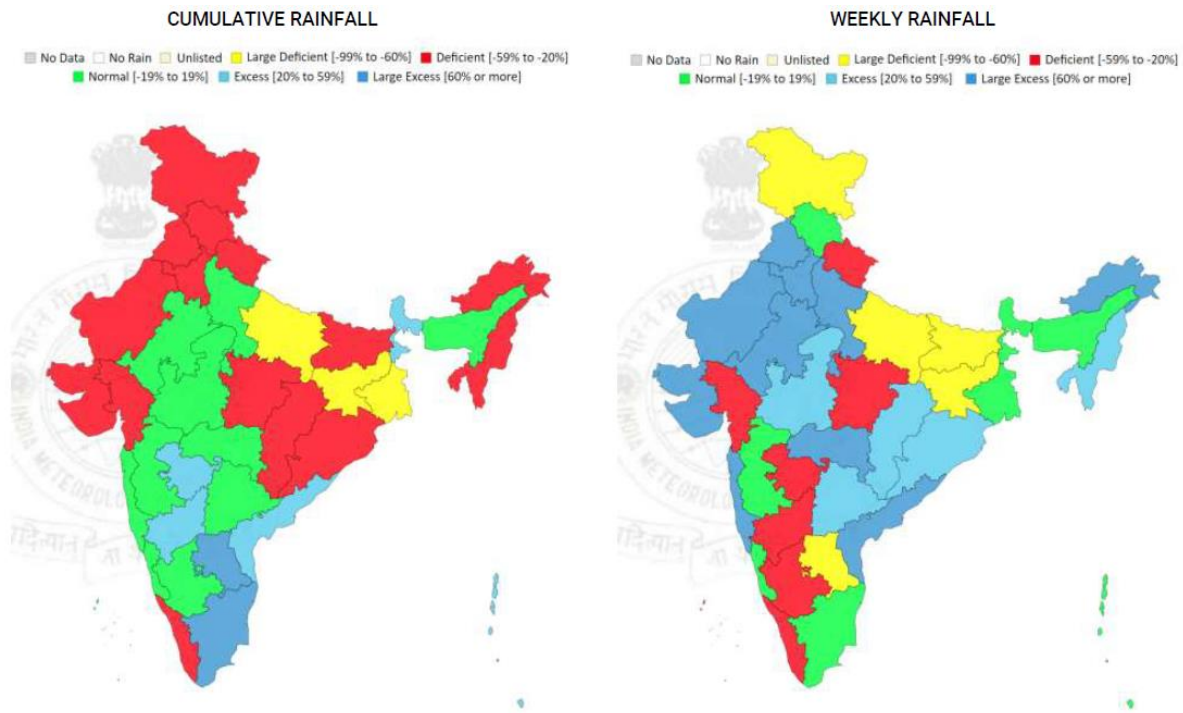 CUMULATIVE RAINFALL
No Data No Rain Unlisted Large Deficient [-99% to -60%] Deficient [-59% to -20%]
Normal [-19% to 19%] Excess [20% to 59%] Large Excess [60% or more]
WEEKLY RAINFALL
No Data No Rain Unlisted Large Deficient [-99% to -60%] Deficient [-59% to -20%]
Normal [-19% to 19%] Excess [20% to 59%] Large Excess [60% or more]